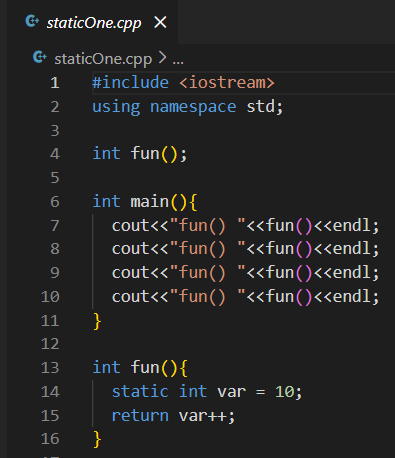 staticOne.cpp ×
staticOne.cpp > ...
1 #include <iostream>
2 using namespace std;
3
4 int fun();
5
6 int main(){
7 cout<<"fun() "<<fun()<<endl;
8 cout<<"fun() "<<fun()<<endl;
9 cout<<"fun() "<<fun()<<endl;
10 cout<<"fun() "<<fun()<<endl;
11 }
12
13 int fun(){
14 static int var = 10;
15 return var++;
16 }